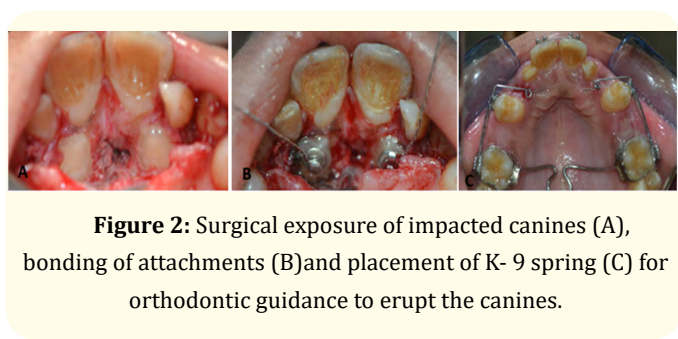 A
B
C
Figure 2: Surgical exposure of impacted canines (A),
bonding of attachments (B)and placement of K- 9 spring (C) for
orthodontic guidance to erupt the canines.